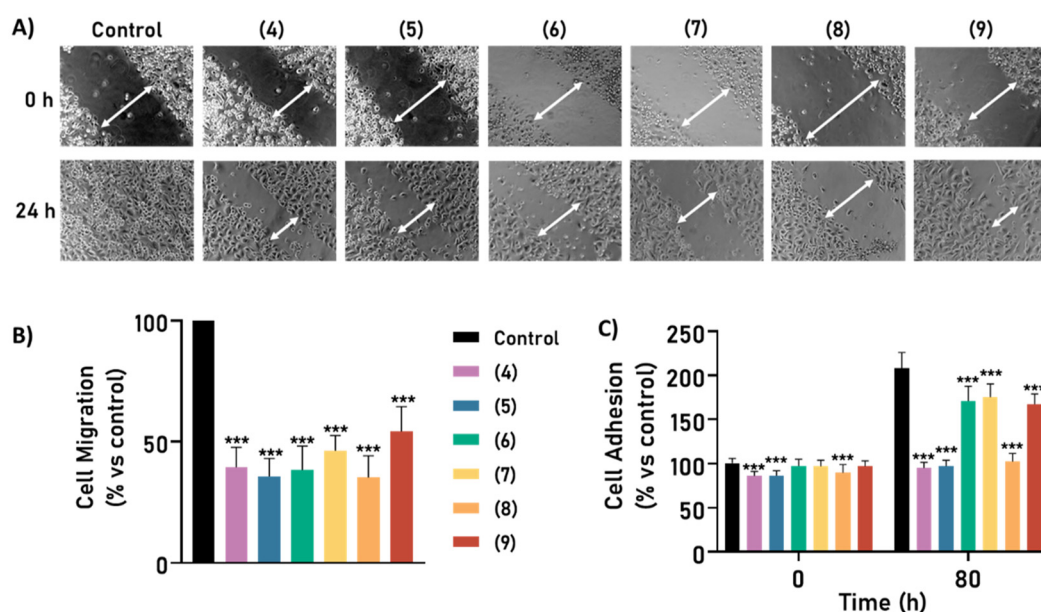 A)
Control (4) (5) (6) (7) (8) (9)
0 h
24 h
B)
Cell Migration
(% vs control)
100
50
0
*** *** *** *** *** ***
Control
(4)
(5)
(6)
(7)
(8)
(9)
C)
Cell Adhesion
(% vs control)
250
200
150
100
50
0
*** *** *** *** *** *** *** *** ***
0 80
Time (h)